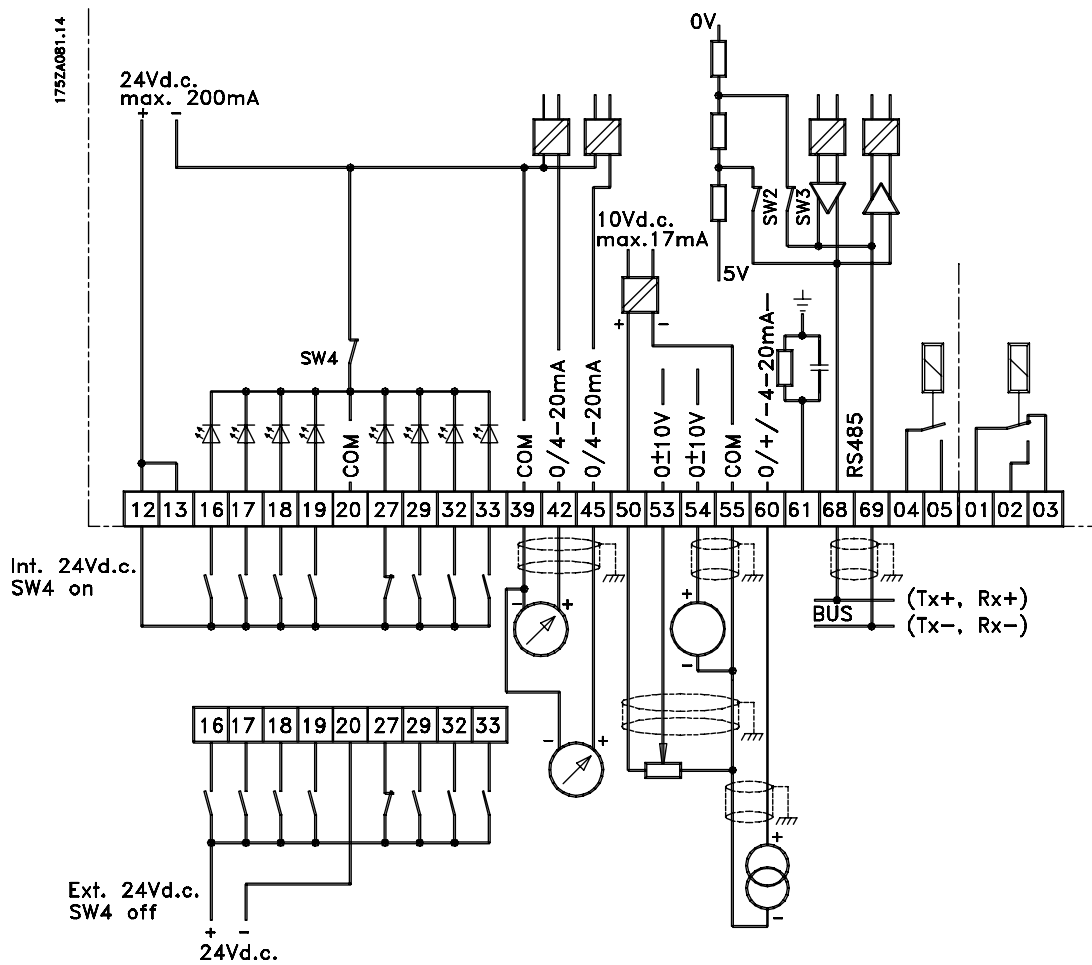 175ZA081.14
0V
24Vd.c.
max. 200mA
+ −
SW2
SW3
10Vd.c.
max.17mA
5V
+ −
SW4
COM
COM
0/4−20mA
0/4−20mA
0±10V
0±10V
COM
0/+/−4−20mA
RS485
12 13 16 17 18 19 20 27 29 32 33 39 42 45 50 53 54 55 60 61 68 69 04 05 01 02 03
Int. 24Vd.c.
SW4 on
− +
+
−
BUS
(Tx+, Rx+)
(Tx−, Rx−)
16 17 18 19 20 27 29 32 33
− +
+
−
Ext. 24Vd.c.
SW4 off
+ −
24Vd.c.